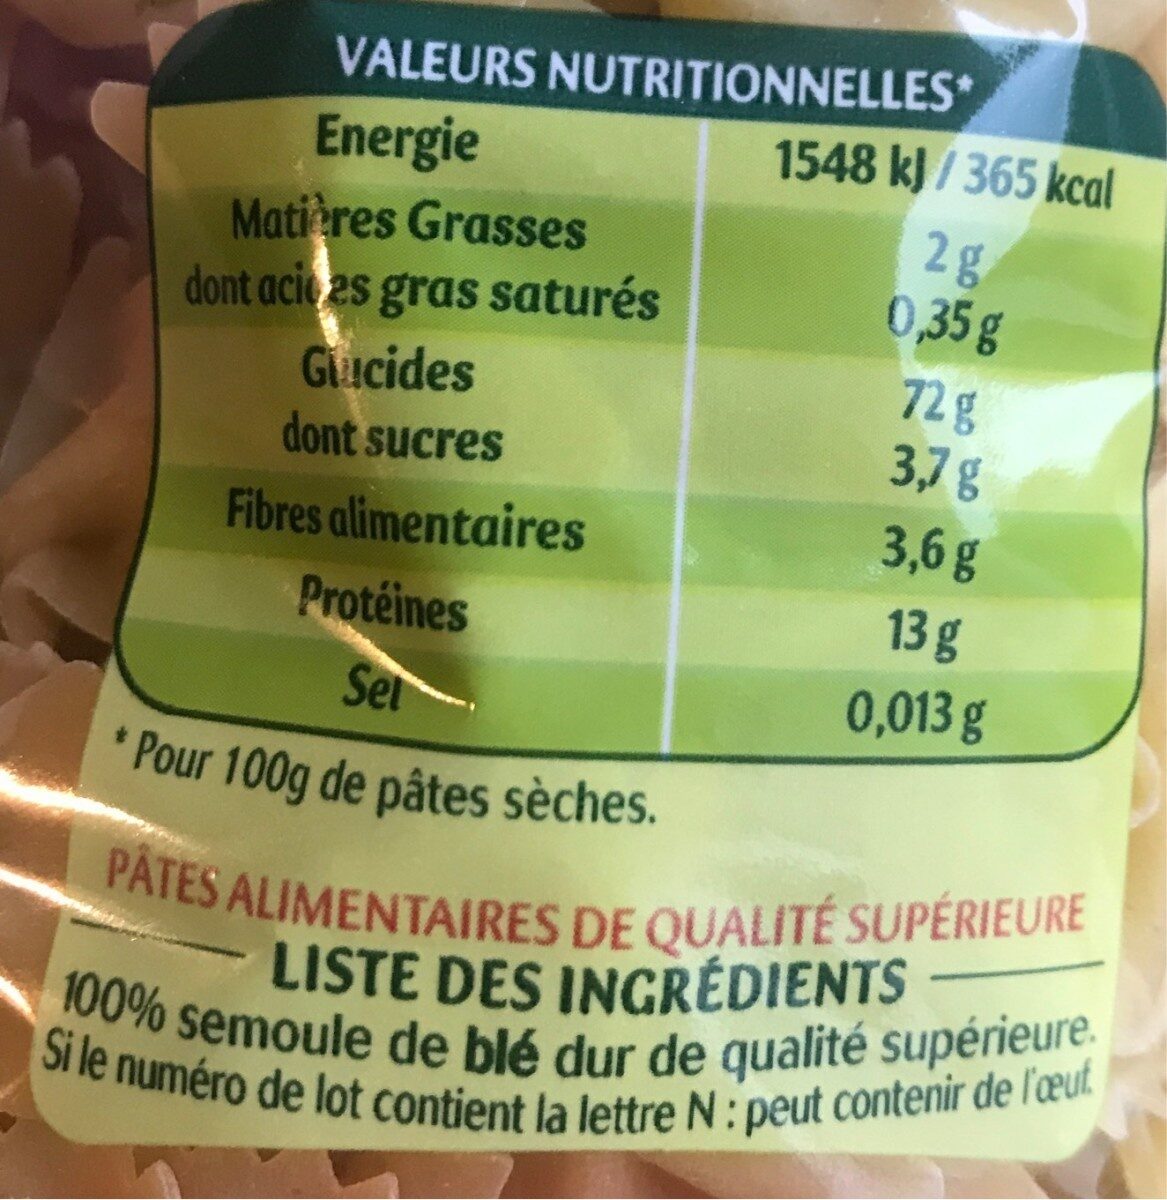 VALEURS NUTRITIONNELLES*
Energie 1548 kJ / 365 kcal
Matières Grasses 2 g
dont acides gras saturés 0,35 g
Glucides 72 g
dont sucres 3,7 g
Fibres alimentaires 3,6 g
Protéines 13 g
Sel 0,013 g
* Pour 100g de pâtes sèches.
PÂTES ALIMENTAIRES DE QUALITÉ SUPÉRIEURE
LISTE DES INGRÉDIENTS
100% semoule de blé dur de qualité supérieure.
Si le numéro de lot contient la lettre N : peut contenir de l'œuf.